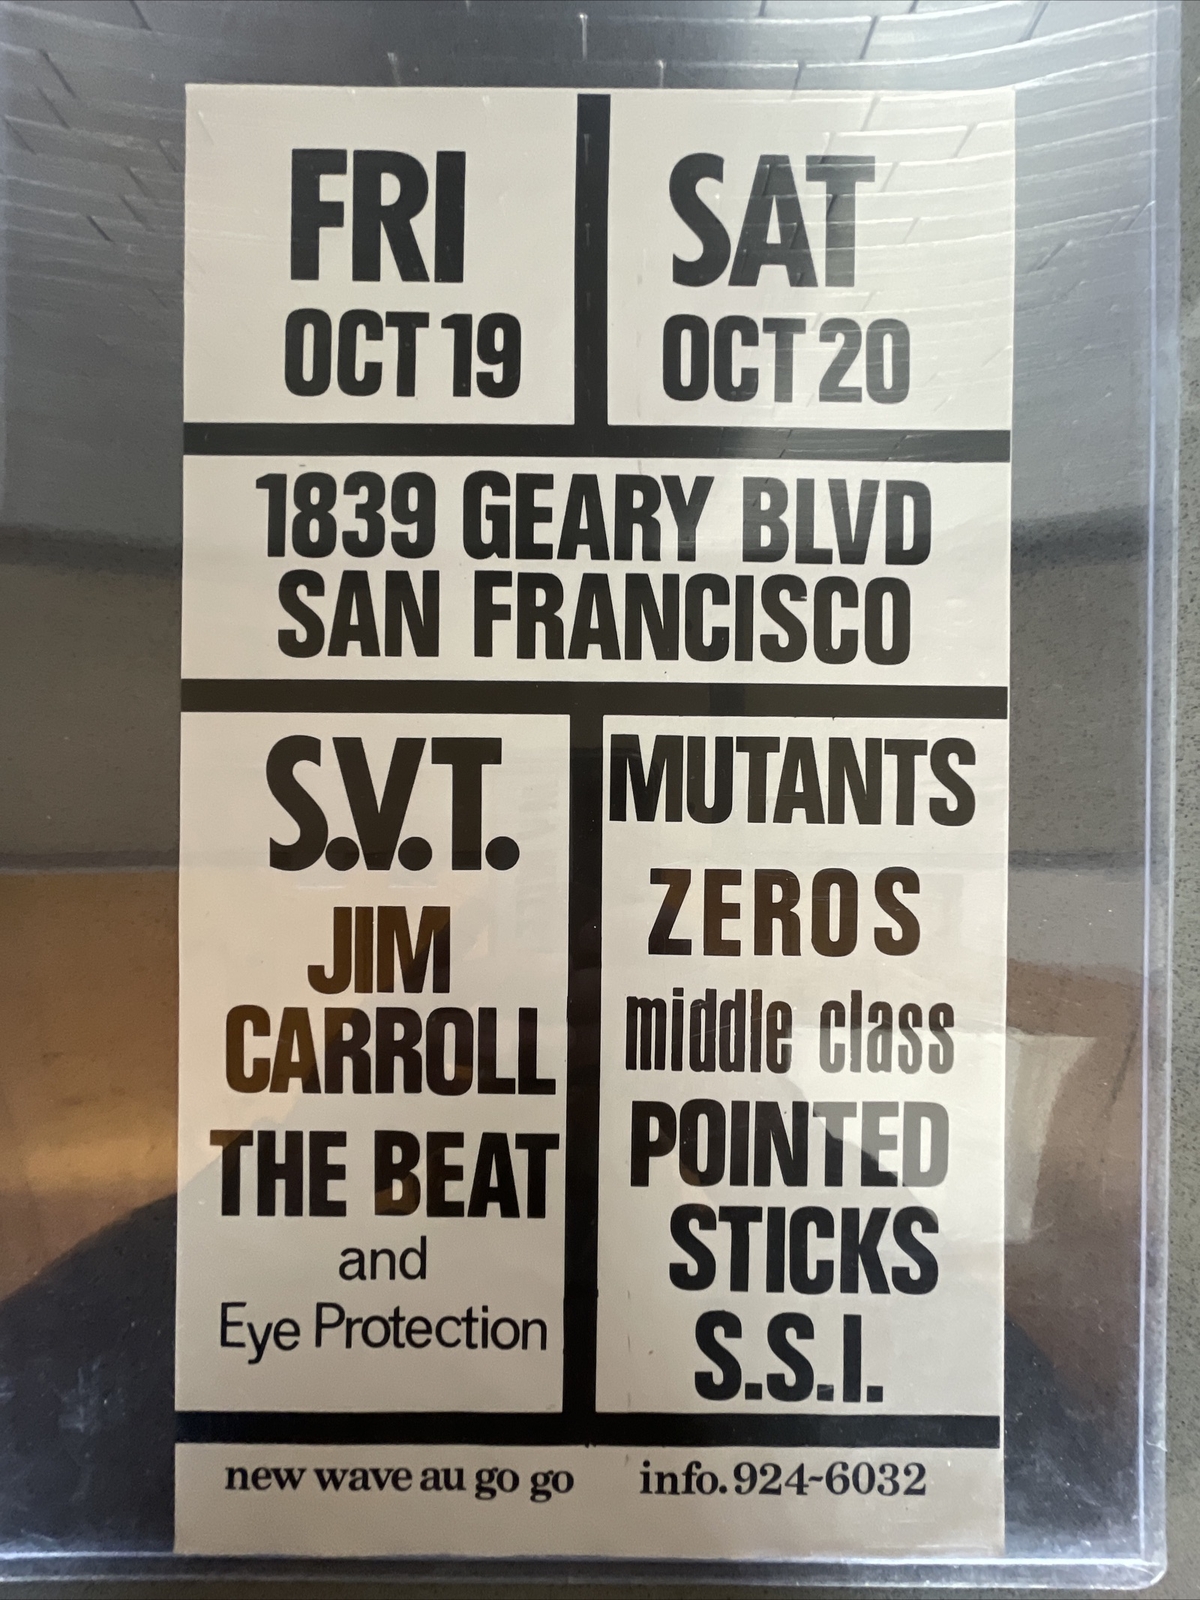 FRI
OCT 19
SAT
OCT 20
1839 GEARY BLVD
SAN FRANCISCO
S.V.T.
JIM
CARROLL
THE BEAT
and
Eye Protection
MUTANTS
ZEROS
middle class
POINTED
STICKS
S.S.I.
new wave au go go
info. 924-6032